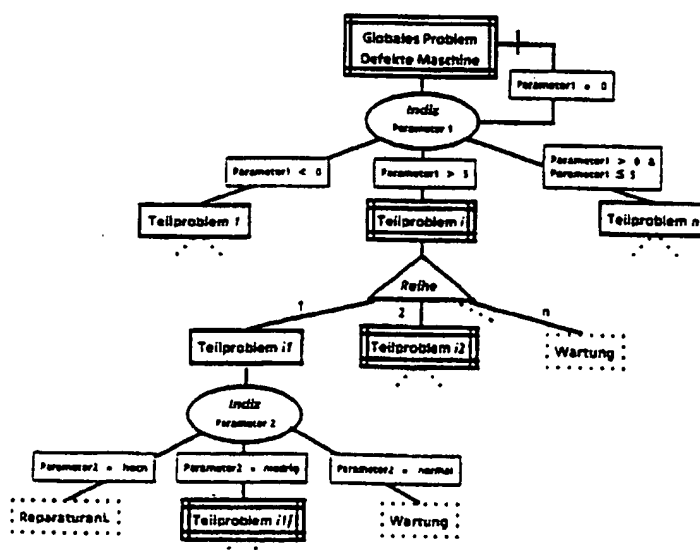 Globales Problem
Defekte Maschine
Parameter1 = 0
Indiz
Parameter 1
Parameter1 < 0
Parameter1 > 5
Parameter1 > 0 &
Parameter1 ≤ 5
Teilproblem 1
Teilproblem i
Teilproblem n
Reihe
1
2
n
Teilproblem i1
Teilproblem i2
Wartung
Indiz
Parameter 2
Parameter2 = hoch
Parameter2 = niedrig
Parameter2 = normal
Reparaturanl.
Teilproblem i1j
Wartung